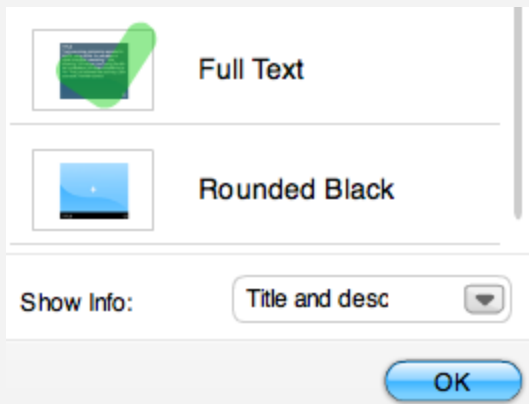 Full Text
Rounded Black
Show Info:
Title and desc
OK